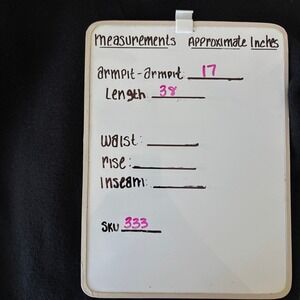 Measurements Approximate Inches
armpit-armpit 17
Length 38
Waist:
rise:
Inseam:
SKU 333